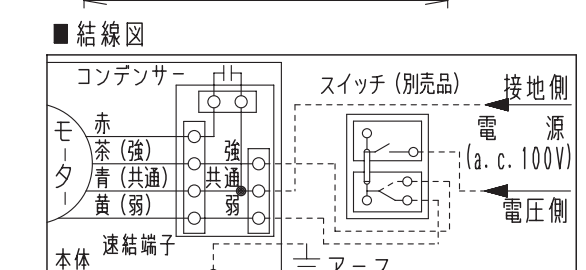 ■結線図
コンデンサー
スイッチ(別売品)
接地側
モーター
赤
茶(強)
青(共通)
黄(弱)
強
共通
弱
電源
(a.c.100V)
電圧側
速結端子
本体
アース